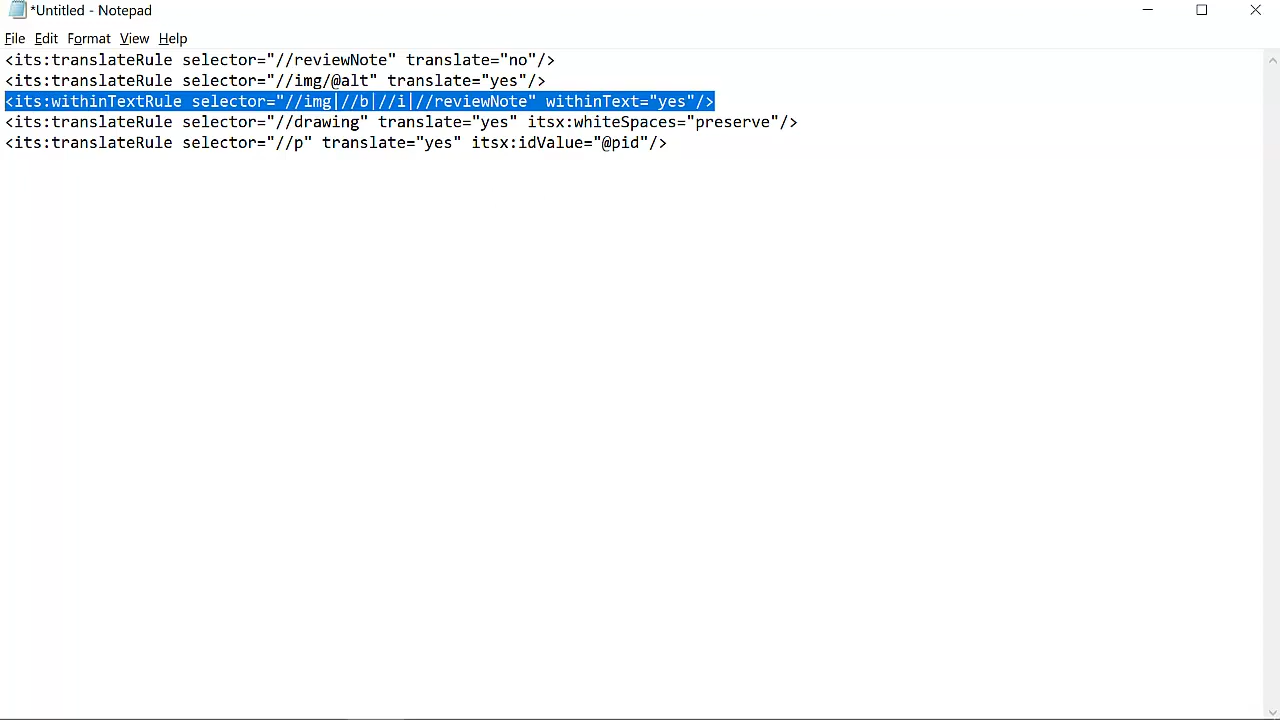 *Untitled - Notepad
File Edit Format View Help
<its:translateRule selector="//reviewNote" translate="no"/>
<its:translateRule selector="//img/@alt" translate="yes"/>
<its:withinTextRule selector="//img|//b|//i|//reviewNote" withinText="yes"/>
<its:translateRule selector="//drawing" translate="yes" itsx:whiteSpaces="preserve"/>
<its:translateRule selector="//p" translate="yes" itsx:idValue="@pid"/>